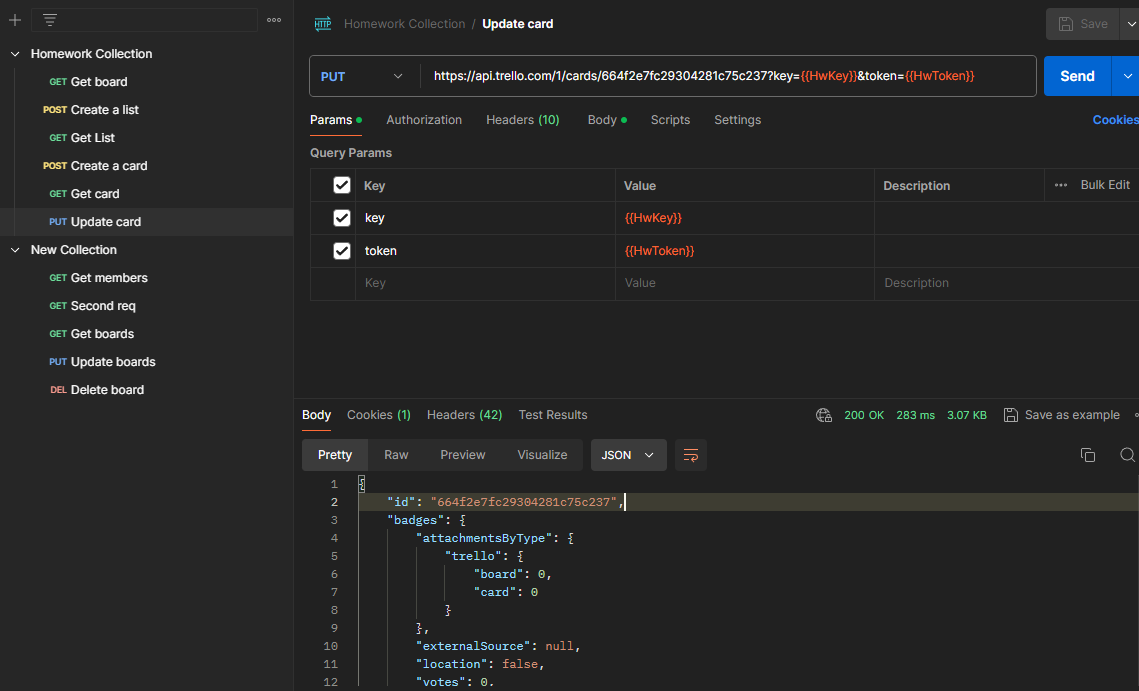 Homework Collection
GET Get board
POST Create a list
GET Get List
POST Create a card
GET Get card
PUT Update card
New Collection
GET Get members
GET Second req
GET Get boards
PUT Update boards
DEL Delete board
HTTP Homework Collection / Update card
Save
PUT https://api.trello.com/1/cards/664f2e7fc29304281c75c237?key={{HwKey}}&token={{HwToken}}
Send
Params Authorization Headers (10) Body Scripts Settings Cookies
Query Params
Key Value Description ••• Bulk Edit
key {{HwKey}}
token {{HwToken}}
Key Value Description
Body Cookies (1) Headers (42) Test Results 200 OK 283 ms 3.07 KB Save as example
Pretty Raw Preview Visualize JSON
1 {
2 "id": "664f2e7fc29304281c75c237",
3 "badges": {
4 "attachmentsByType": {
5 "trello": {
6 "board": 0,
7 "card": 0
8 }
9 },
10 "externalSource": null,
11 "location": false,
12 "votes": 0,